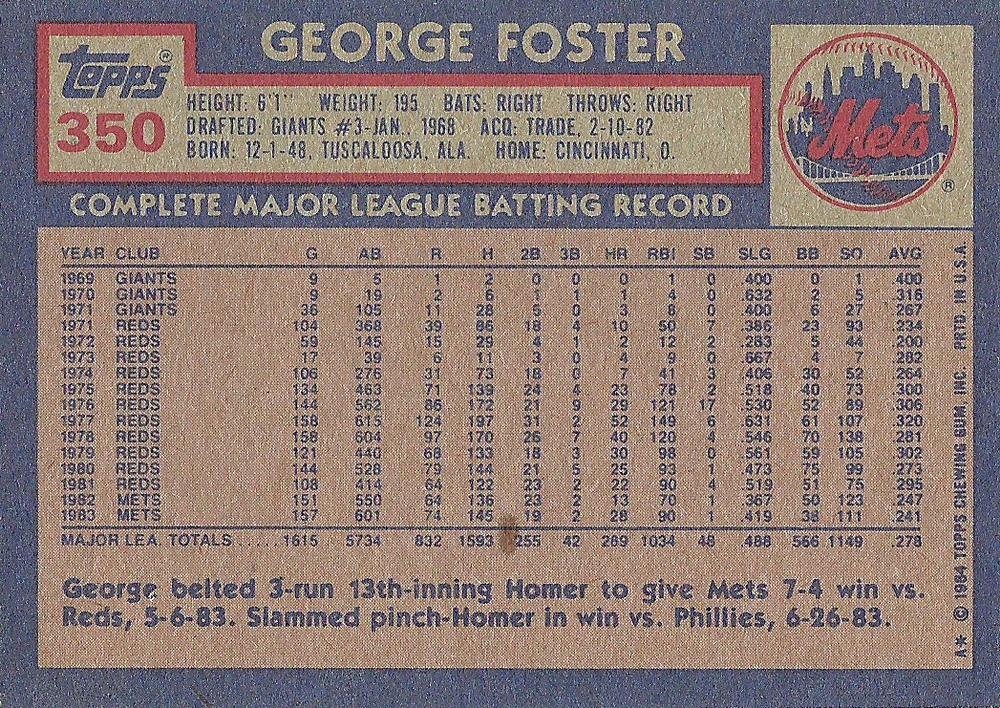 Topps®
350
GEORGE FOSTER
HEIGHT: 6'1" WEIGHT: 195 BATS: RIGHT THROWS: RIGHT
DRAFTED: GIANTS #3-JAN., 1968 ACQ: TRADE, 2-10-82
BORN: 12-1-48, TUSCALOOSA, ALA. HOME: CINCINNATI, O.
Mets
®
COMPLETE MAJOR LEAGUE BATTING RECORD
YEAR CLUB G AB R H 2B 3B HR RBI SB SLG BB SO AVG
1969 GIANTS 9 5 1 2 0 0 0 1 0 .400 0 1 .400
1970 GIANTS 9 19 2 6 1 1 1 4 0 .632 2 5 .316
1971 GIANTS 36 105 11 28 5 0 3 8 0 .400 6 27 .267
1971 REDS 104 368 39 86 18 4 10 50 7 .386 23 93 .234
1972 REDS 59 145 15 29 4 1 2 12 2 .283 5 44 .200
1973 REDS 17 39 6 11 3 0 4 9 0 .667 4 7 .282
1974 REDS 106 276 31 73 18 0 7 41 3 .406 30 52 .264
1975 REDS 134 463 71 139 24 4 23 78 2 .518 40 73 .300
1976 REDS 144 562 86 172 21 9 29 121 17 .530 52 89 .306
1977 REDS 158 615 124 197 31 2 52 149 6 .631 61 107 .320
1978 REDS 158 604 97 170 26 7 40 120 4 .546 70 138 .281
1979 REDS 121 440 68 133 18 3 30 98 0 .561 59 105 .302
1980 REDS 144 528 79 144 21 5 25 93 1 .473 75 99 .273
1981 REDS 108 414 64 122 23 2 22 90 4 .519 51 75 .295
1982 METS 151 550 64 136 23 2 13 70 1 .367 50 123 .247
1983 METS 157 601 74 145 19 2 28 90 1 .419 38 111 .241
MAJOR LEA. TOTALS ..... 1615 5734 832 1593 255 42 289 1034 48 .488 566 1149 .278
George belted 3-run 13th-inning Homer to give Mets 7-4 win vs.
Reds, 5-6-83. Slammed pinch-Homer in win vs. Phillies, 6-26-83.
A* © 1984 TOPPS CHEWING GUM, INC. PRTD. IN U.S.A.